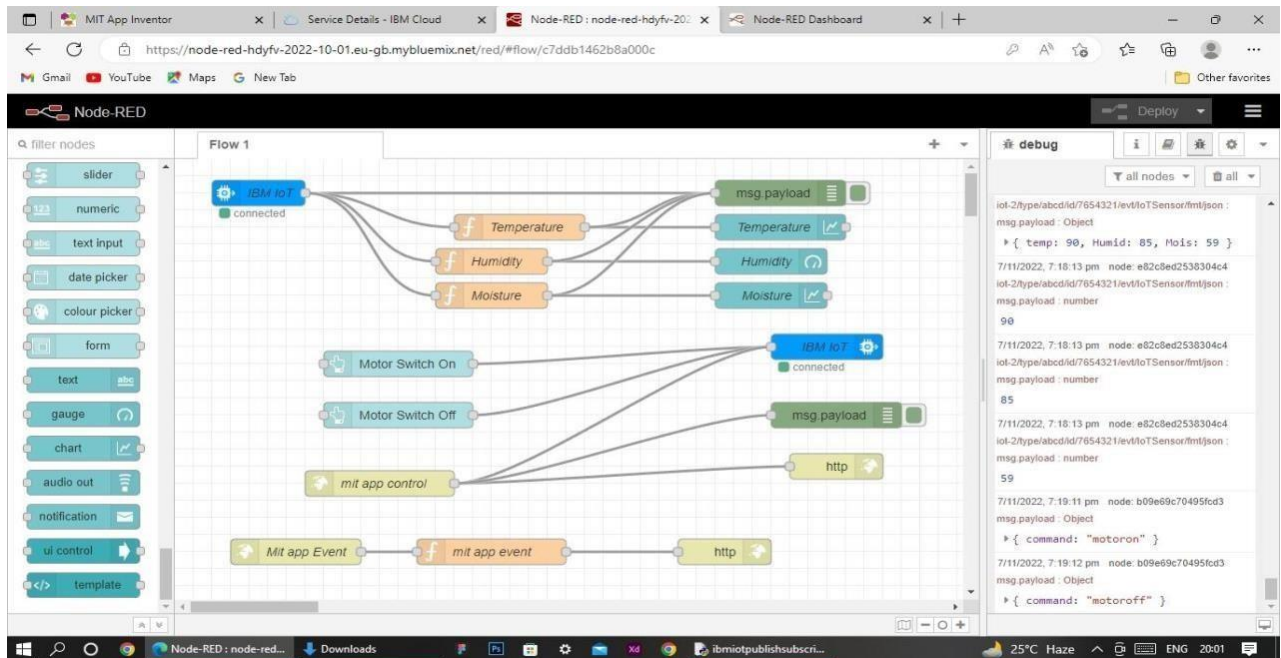 MIT App Inventor
Service Details - IBM Cloud
Node-RED : node-red-hdyfv-202
Node-RED Dashboard
https://node-red-hdyfv-2022-10-01.eu-gb.mybluemix.net/red/#flow/c7ddb1462b8a000c
Gmail YouTube Maps New Tab Other favorites
Node-RED Deploy
filter nodes
slider
123 numeric
abc text input
date picker
colour picker
form
text abc
gauge
chart
audio out
notification
ui control
</> template
Flow 1
IBM IoT msg.payload
connected
f Temperature Temperature
f Humidity Humidity
f Moisture Moisture
Motor Switch On IBM IoT
connected
Motor Switch Off msg.payload
mit app control http
Mit app Event f mit app event http
debug i
all nodes all
iot-2/type/abcd/id/7654321/evt/IoTSensor/fmt/json :
msg.payload : Object
{ temp: 90, Humid: 85, Mois: 59 }
7/11/2022, 7:18:13 pm node: e82c8ed2538304c4
iot-2/type/abcd/id/7654321/evt/IoTSensor/fmt/json :
msg.payload : number
90
7/11/2022, 7:18:13 pm node: e82c8ed2538304c4
iot-2/type/abcd/id/7654321/evt/IoTSensor/fmt/json :
msg.payload : number
85
7/11/2022, 7:18:13 pm node: e82c8ed2538304c4
iot-2/type/abcd/id/7654321/evt/IoTSensor/fmt/json :
msg.payload : number
59
7/11/2022, 7:19:11 pm node: b09e69c70495fcd3
msg.payload : Object
{ command: "motoron" }
7/11/2022, 7:19:12 pm node: b09e69c70495fcd3
msg.payload : Object
{ command: "motoroff" }
Node-RED : node-red... Downloads Ps Xd ibmiotpublishsubscri... 25°C Haze ENG 20:01